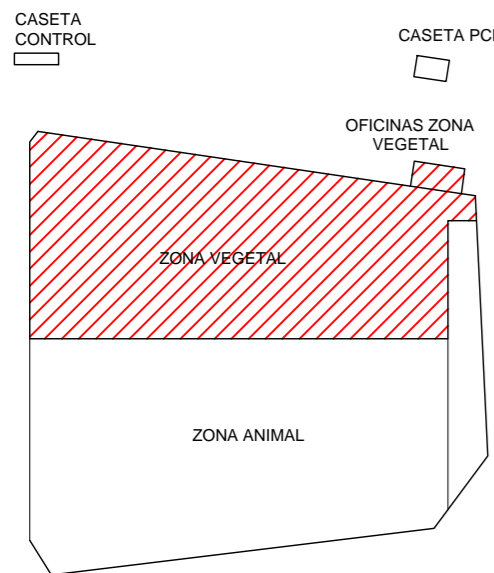 CASETA
CONTROL
CASETA PCI
OFICINAS ZONA
VEGETAL
ZONA VEGETAL
ZONA ANIMAL